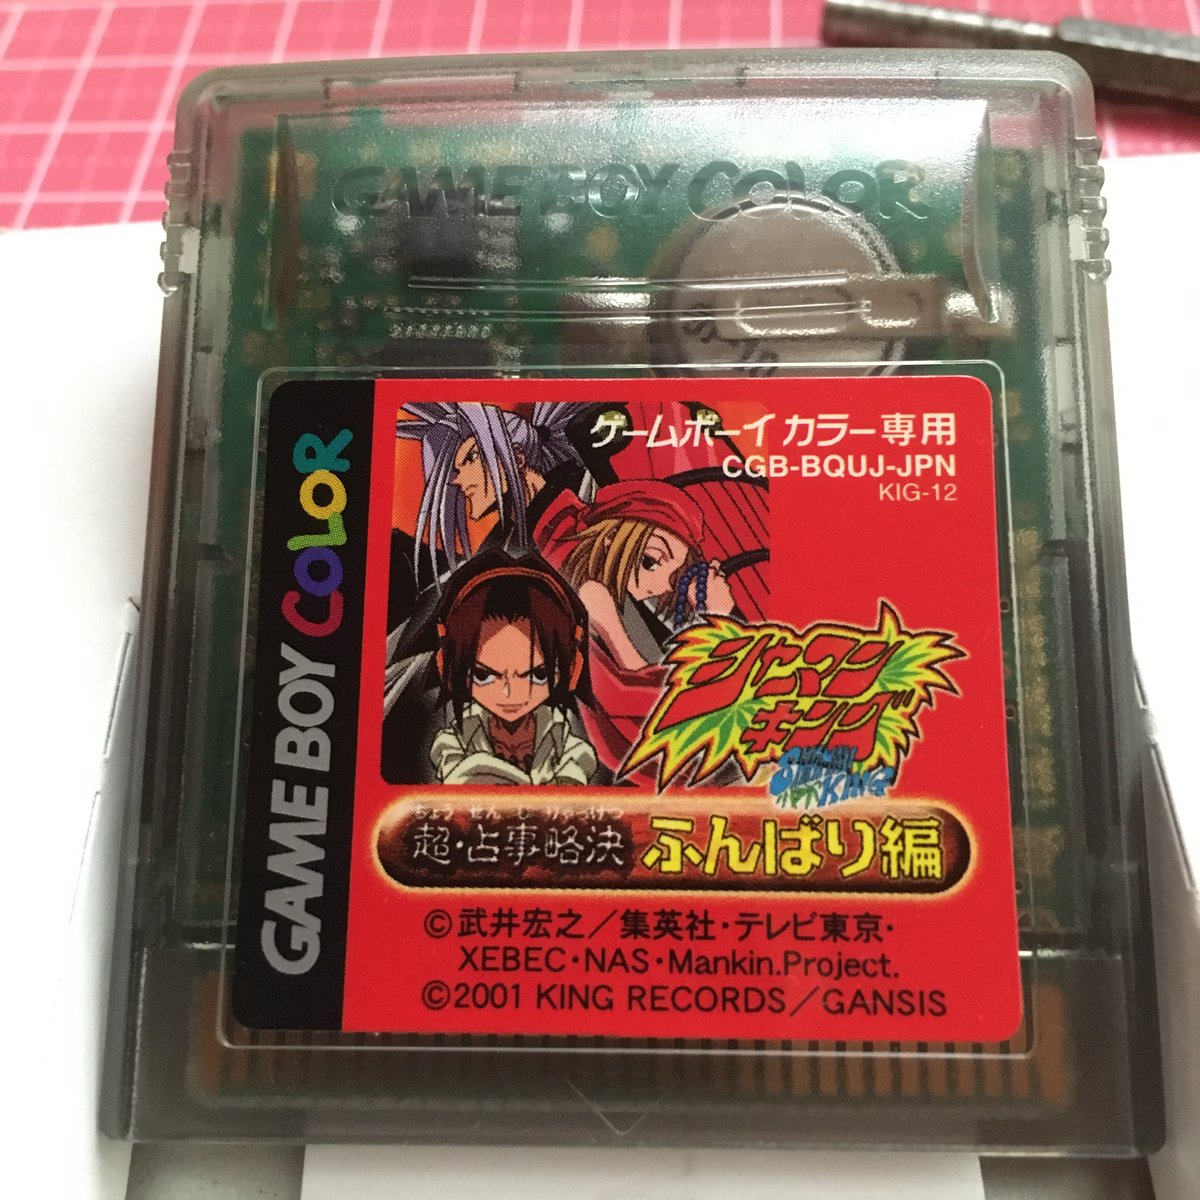 GAME BOY COLOR
GAME BOY COLOR
ゲームボーイ カラー専用
CGB-BQUJ-JPN
KIG-12
シャーマン
キング
SHAMAN
KING
ちょう せん じ りゃっけつ
超・占事略決 ふんばり編
©武井宏之／集英社・テレビ東京・
XEBEC・NAS・Mankin.Project.
©2001 KING RECORDS／GANSIS